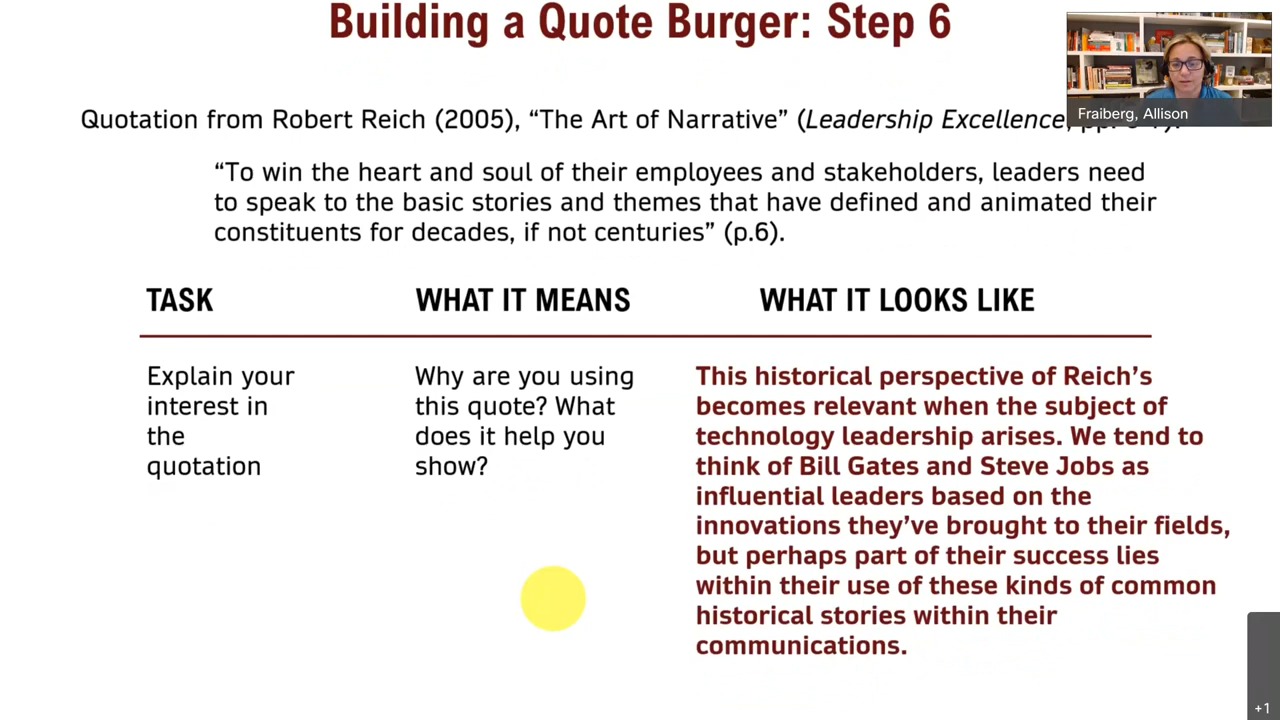 Building a Quote Burger: Step 6
Quotation from Robert Reich (2005), “The Art of Narrative” (Leadership Excellence,
Fraiberg, Allison
“To win the heart and soul of their employees and stakeholders, leaders need
to speak to the basic stories and themes that have defined and animated their
constituents for decades, if not centuries” (p.6).
TASK WHAT IT MEANS WHAT IT LOOKS LIKE
Explain your
interest in
the
quotation
Why are you using
this quote? What
does it help you
show?
This historical perspective of Reich’s
becomes relevant when the subject of
technology leadership arises. We tend to
think of Bill Gates and Steve Jobs as
influential leaders based on the
innovations they’ve brought to their fields,
but perhaps part of their success lies
within their use of these kinds of common
historical stories within their
communications.
+1